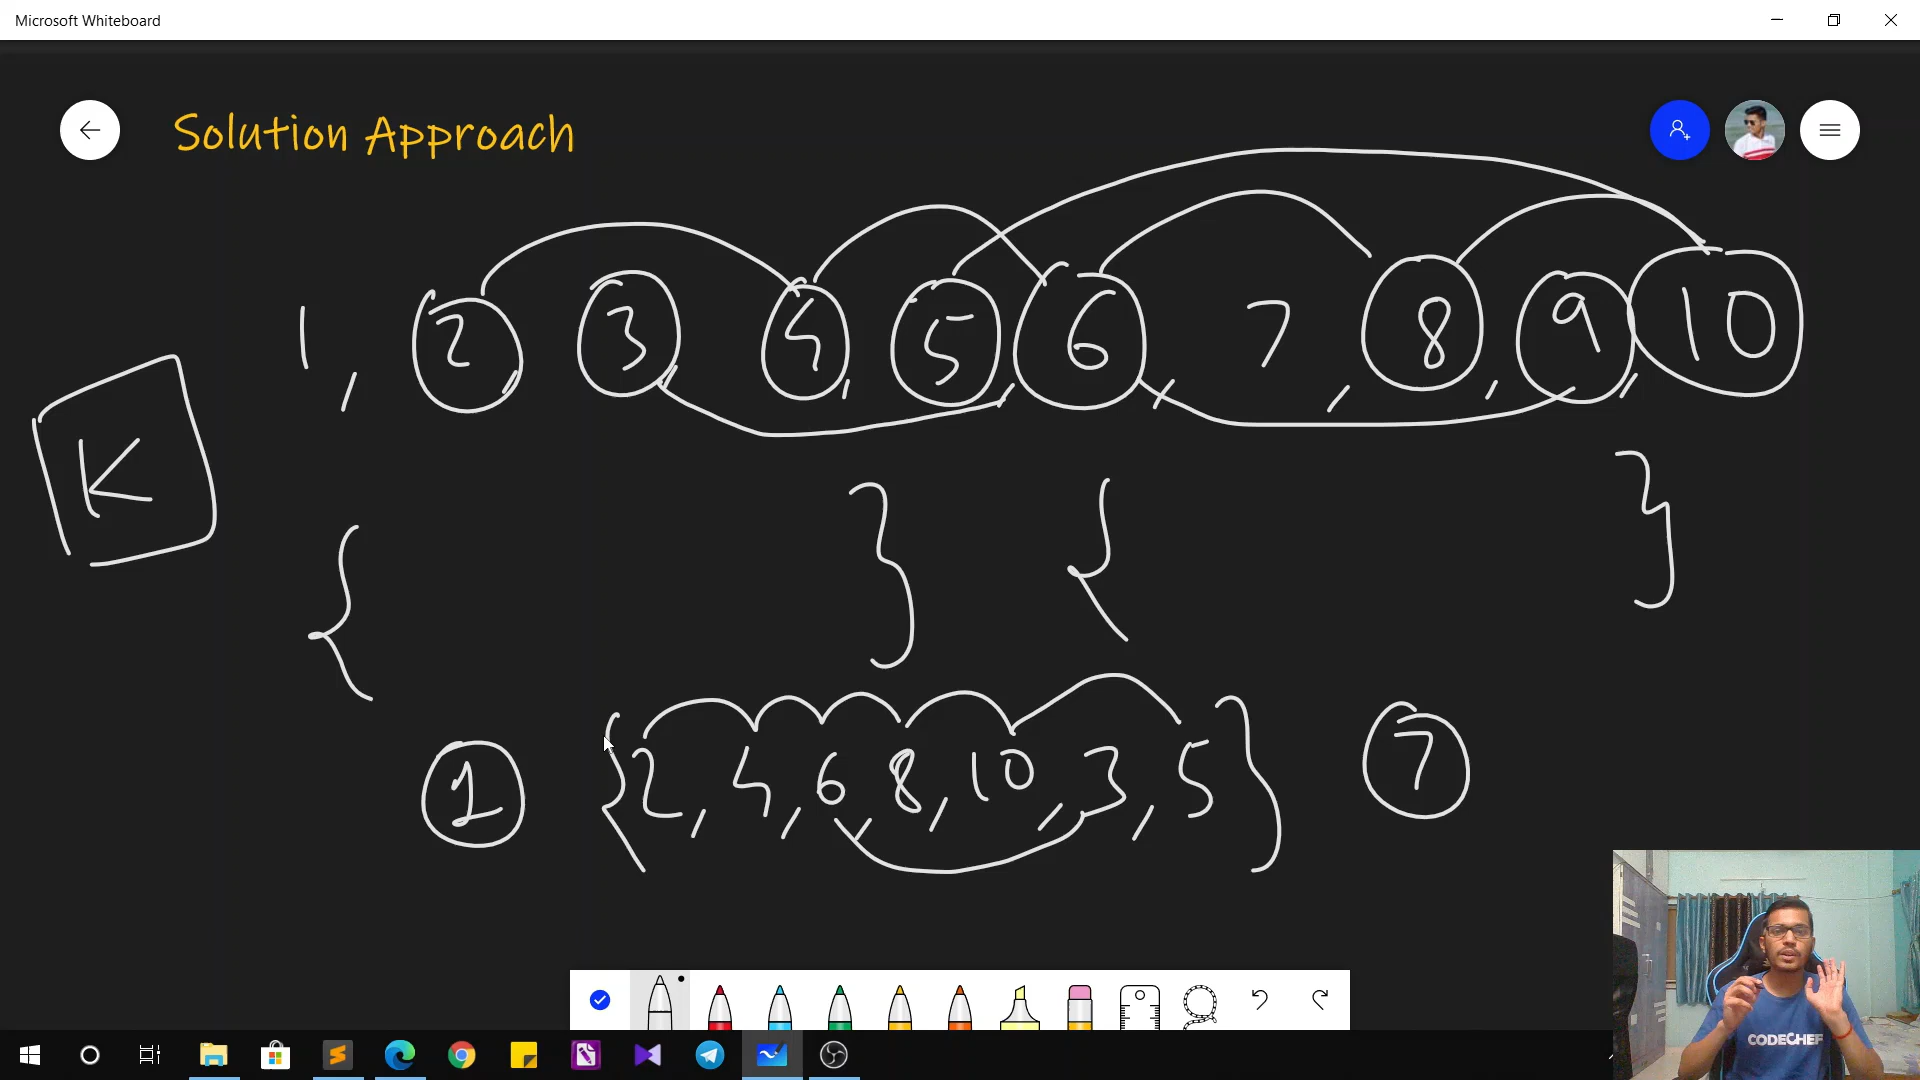 Microsoft Whiteboard
Solution Approach
1, 2 3, 4, 5, 6, 7, 8, 9, 10
K
{ } { }
1 {2, 4, 6, 8, 10, 3, 5} 7
CODECHEF